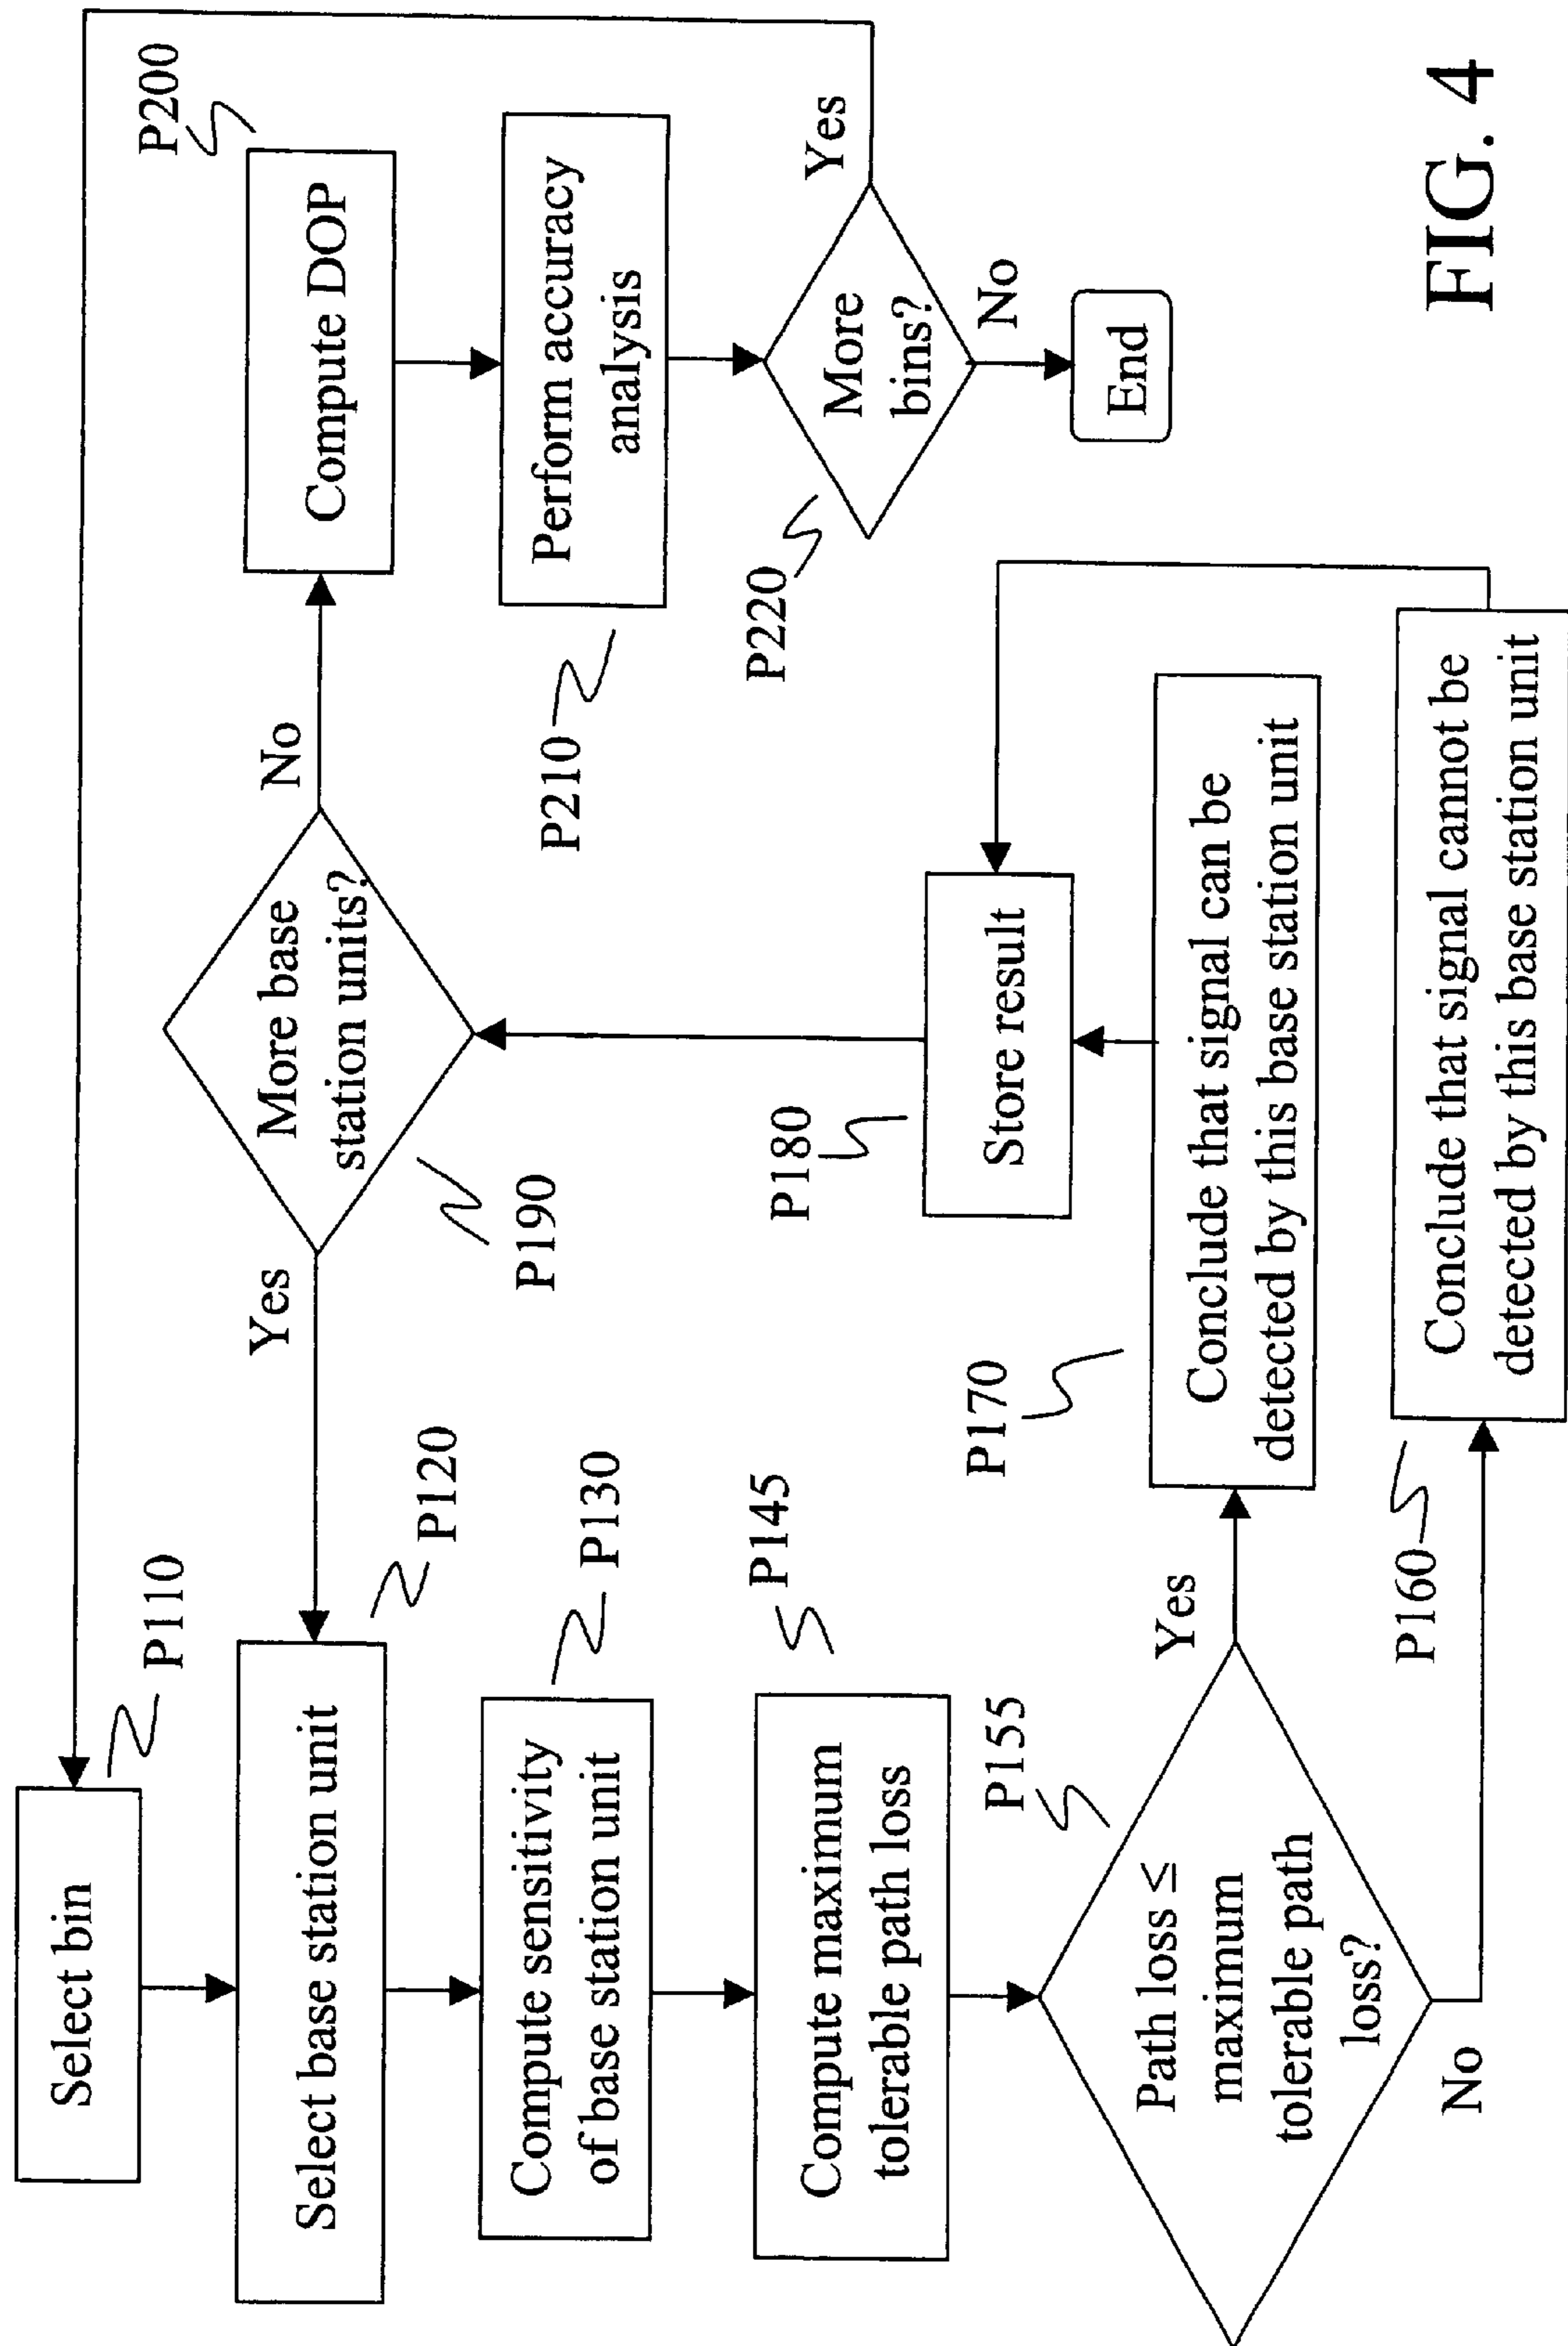 Select bin
P110
Select base station unit
P120
Compute sensitivity
of base station unit
P130
Compute maximum
tolerable path loss
P145
Path loss ≤
maximum
tolerable path
loss?
P155
Yes
No
Conclude that signal can be
detected by this base station unit
P170
Conclude that signal cannot be
detected by this base station unit
P160
Store result
P180
More base
station units?
P190
Yes
No
Compute DOP
P200
Perform accuracy
analysis
P210
More
bins?
P220
Yes
No
End
FIG. 4